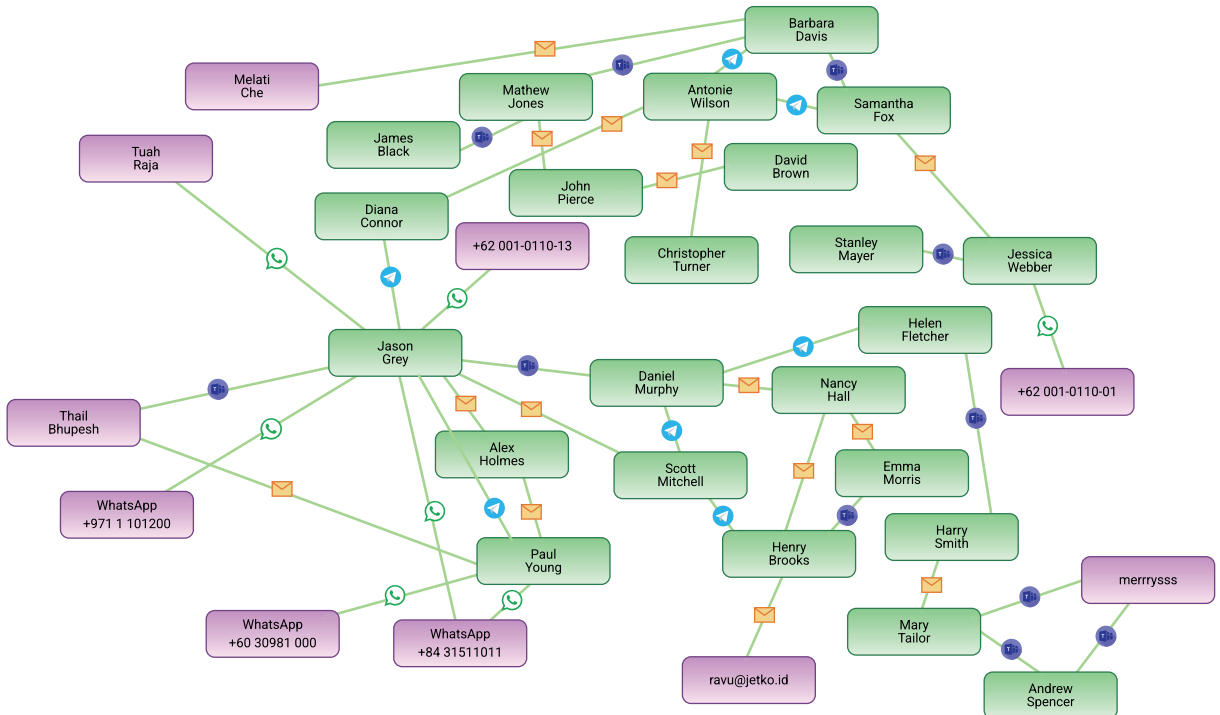 Barbara
Davis
Melati
Che
Mathew
Jones
Antonie
Wilson
Samantha
Fox
James
Black
Tuah
Raja
David
Brown
John
Pierce
Diana
Connor
+62 001-0110-13
Christopher
Turner
Stanley
Mayer
Jessica
Webber
Helen
Fletcher
Jason
Grey
Daniel
Murphy
Nancy
Hall
+62 001-0110-01
Thail
Bhupesh
Alex
Holmes
Scott
Mitchell
Emma
Morris
WhatsApp
+971 1 101200
Harry
Smith
Henry
Brooks
Paul
Young
merrrysss
WhatsApp
+60 30981 000
WhatsApp
+84 31511011
Mary
Tailor
ravu@jetko.id
Andrew
Spencer